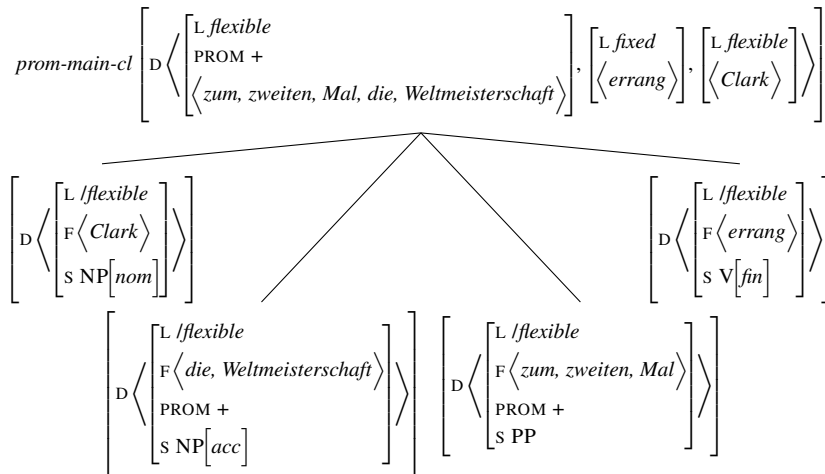 prom-main-cl [D ⟨[L flexible
PROM +
⟨zum, zweiten, Mal, die, Weltmeisterschaft⟩], [L fixed
⟨errang⟩], [L flexible
⟨Clark⟩]⟩]
[D ⟨[L /flexible
F ⟨Clark⟩
S NP[nom]]⟩]
[D ⟨[L /flexible
F ⟨errang⟩
S V[fin]]⟩]
[D ⟨[L /flexible
F ⟨die, Weltmeisterschaft⟩
PROM +
S NP[acc]]⟩]
[D ⟨[L /flexible
F ⟨zum, zweiten, Mal⟩
PROM +
S PP]⟩]